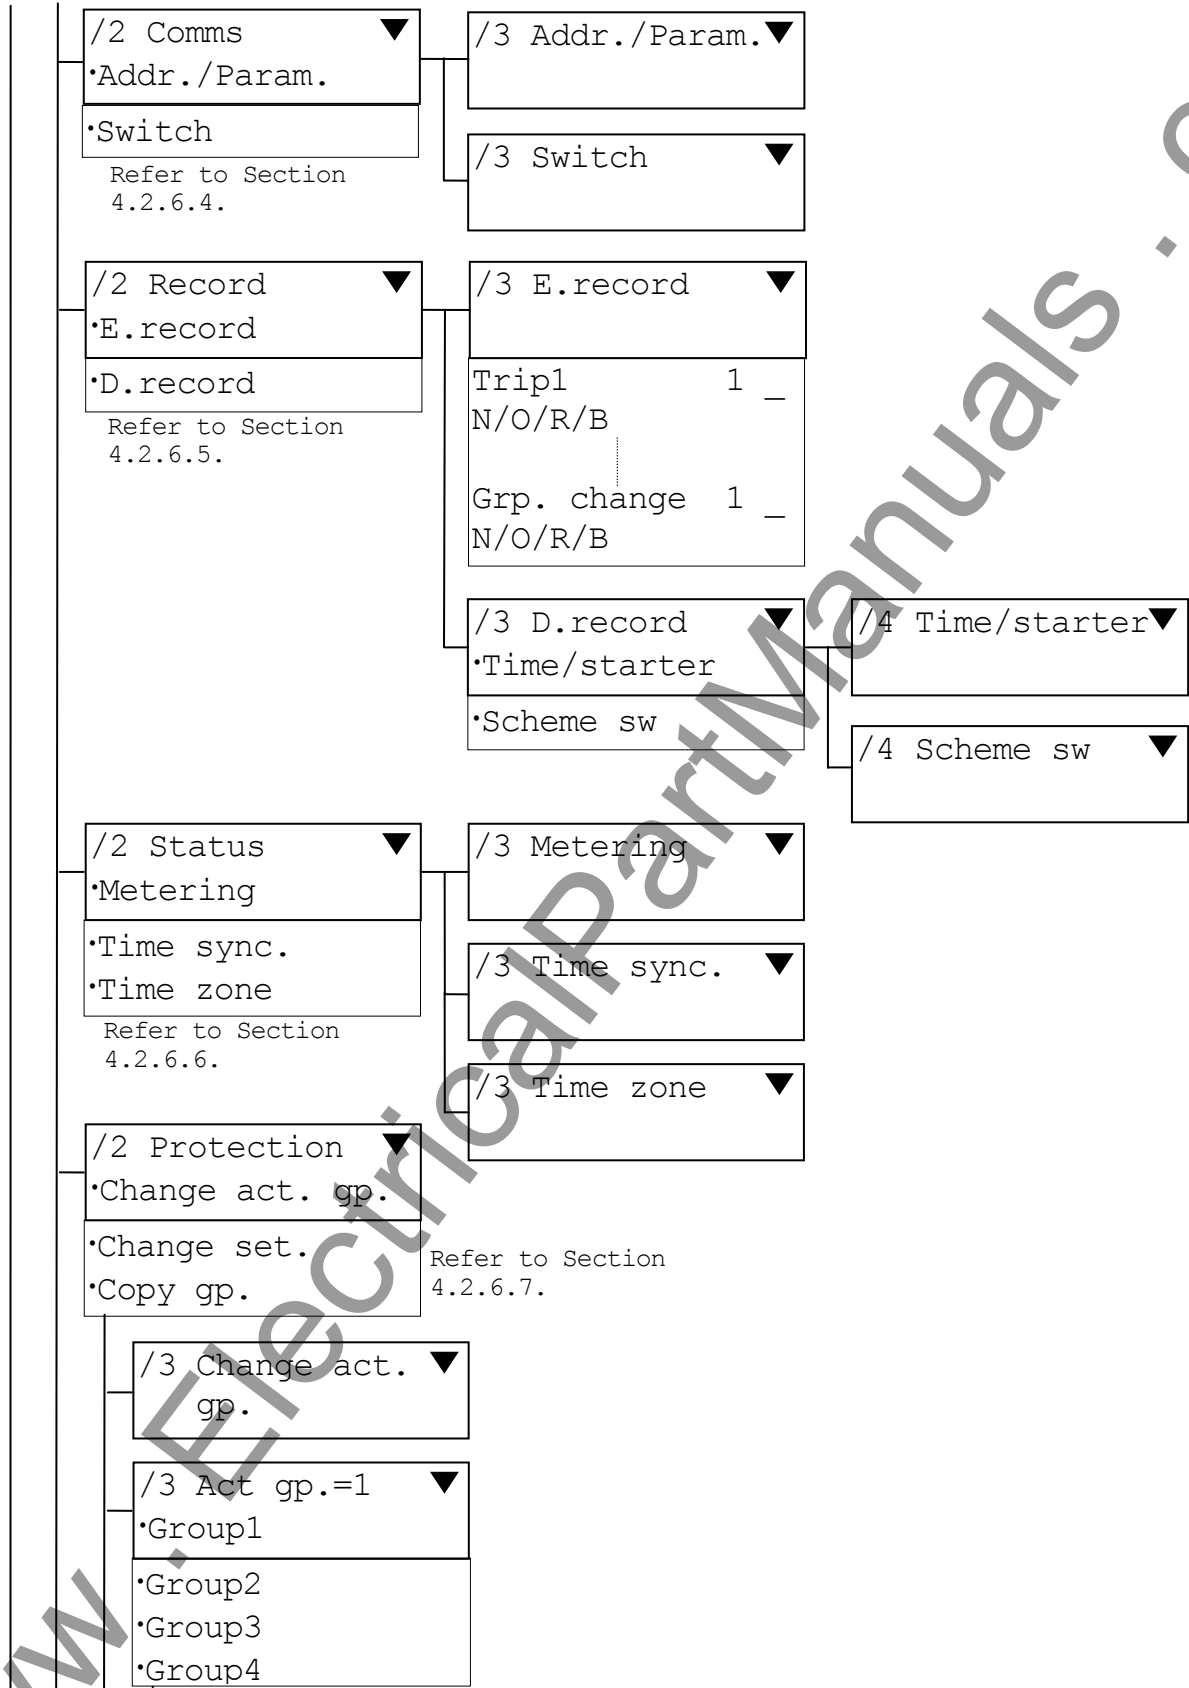 /2 Comms ▼
·Addr./Param.
·Switch
Refer to Section
4.2.6.4.
/3 Addr./Param.▼
/3 Switch ▼
/2 Record ▼
·E.record
·D.record
Refer to Section
4.2.6.5.
/3 E.record ▼
Trip1 1 _
N/O/R/B
Grp. change 1 _
N/O/R/B
/3 D.record ▼
·Time/starter
·Scheme sw
/4 Time/starter▼
/4 Scheme sw ▼
/2 Status ▼
·Metering
·Time sync.
·Time zone
Refer to Section
4.2.6.6.
/3 Metering ▼
/3 Time sync. ▼
/3 Time zone ▼
/2 Protection ▼
·Change act. gp.
·Change set.
·Copy gp.
Refer to Section
4.2.6.7.
/3 Change act. ▼
gp.
/3 Act gp.=1 ▼
·Group1
·Group2
·Group3
·Group4
w . ElectricalPartManuals .